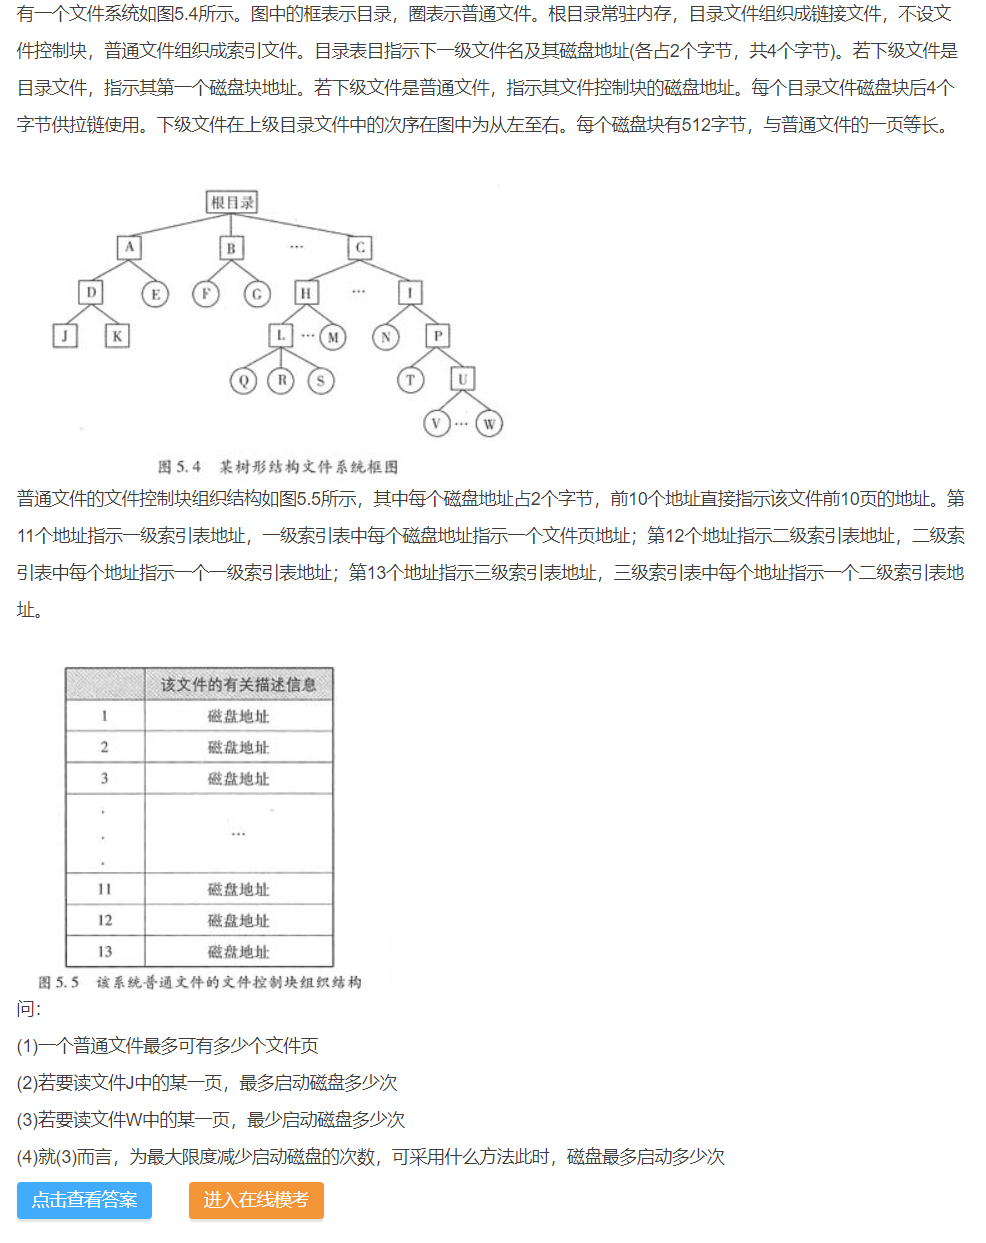 有一个文件系统如图5.4所示。图中的框表示目录，圈表示普通文件。根目录常驻内存，目录文件组织成链接文件，不设文
件控制块，普通文件组织成索引文件。目录表目指示下一级文件名及其磁盘地址(各占2个字节，共4个字节)。若下级文件是
目录文件，指示其第一个磁盘块地址。若下级文件是普通文件，指示其文件控制块的磁盘地址。每个目录文件磁盘块后4个
字节供拉链使用。下级文件在上级目录文件中的次序在图中为从左至右。每个磁盘块有512字节，与普通文件的一页等长。
根目录
A B … C
D E F G H … I
J K L … M N P
Q R S T U
V … W
图5.4 某树形结构文件系统框图
普通文件的文件控制块组织结构如图5.5所示，其中每个磁盘地址占2个字节，前10个地址直接指示该文件前10页的地址。第
11个地址指示一级索引表地址，一级索引表中每个磁盘地址指示一个文件页地址；第12个地址指示二级索引表地址，二级索
引表中每个地址指示一个一级索引表地址；第13个地址指示三级索引表地址，三级索引表中每个地址指示一个二级索引表地
址。
该文件的有关描述信息
1 磁盘地址
2 磁盘地址
3 磁盘地址
. . . …
11 磁盘地址
12 磁盘地址
13 磁盘地址
图5.5 该系统普通文件的文件控制块组织结构
问：
(1)一个普通文件最多可有多少个文件页
(2)若要读文件J中的某一页，最多启动磁盘多少次
(3)若要读文件W中的某一页，最少启动磁盘多少次
(4)就(3)而言，为最大限度减少启动磁盘的次数，可采用什么方法此时，磁盘最多启动多少次
点击查看答案 进入在线模考